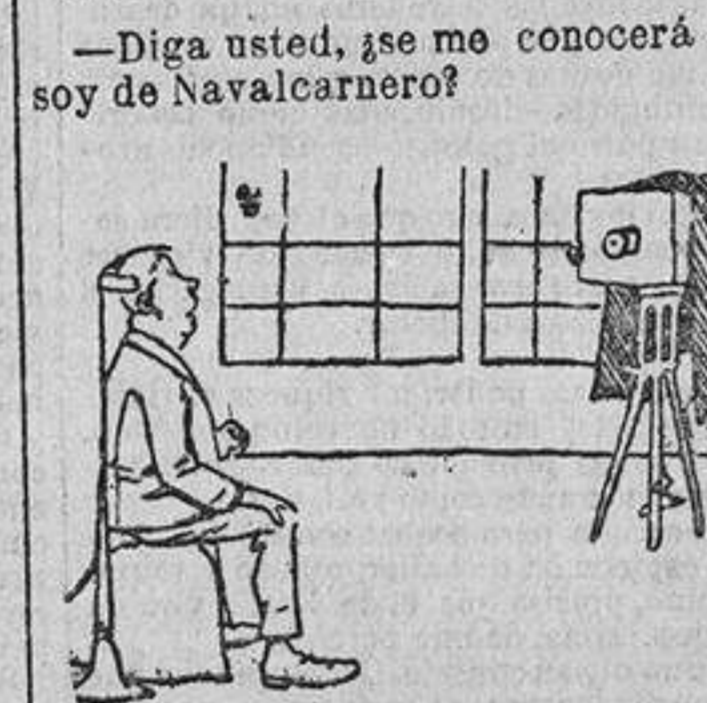 —Diga usted, ¿se me conocerá
soy de Navalcarnero?